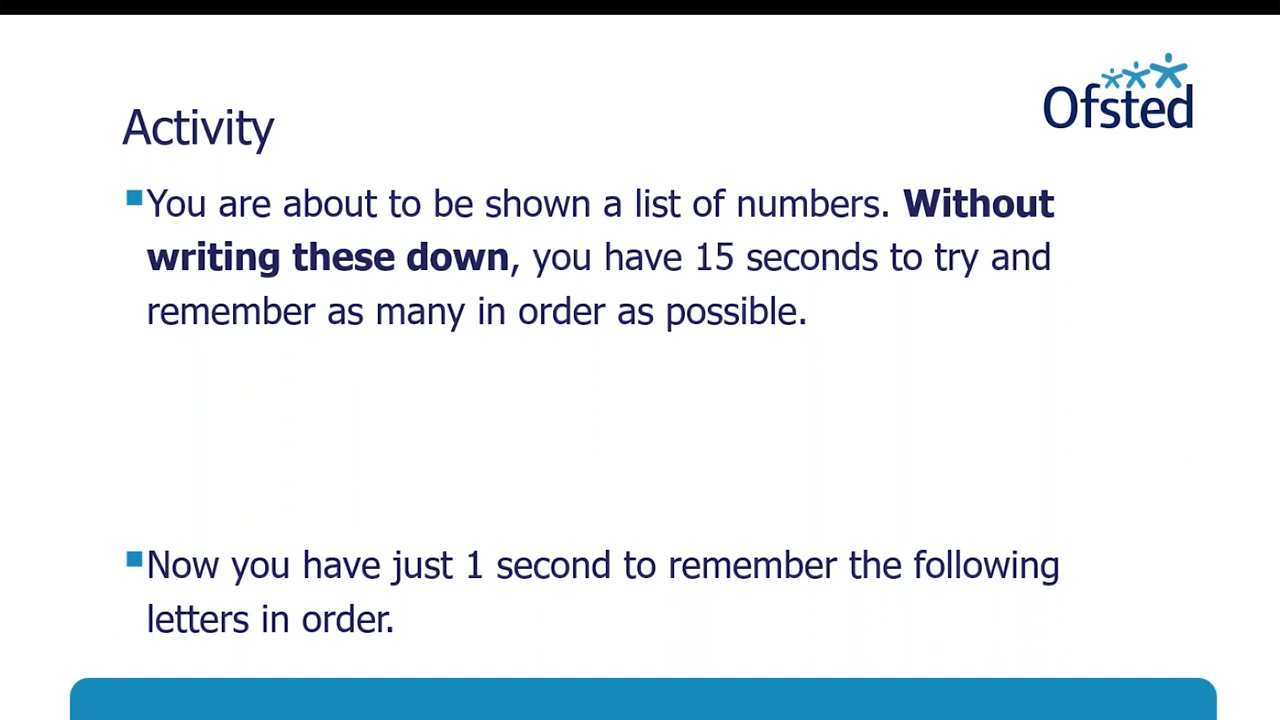 Ofsted
Activity
You are about to be shown a list of numbers. Without
writing these down, you have 15 seconds to try and
remember as many in order as possible.
Now you have just 1 second to remember the following
letters in order.